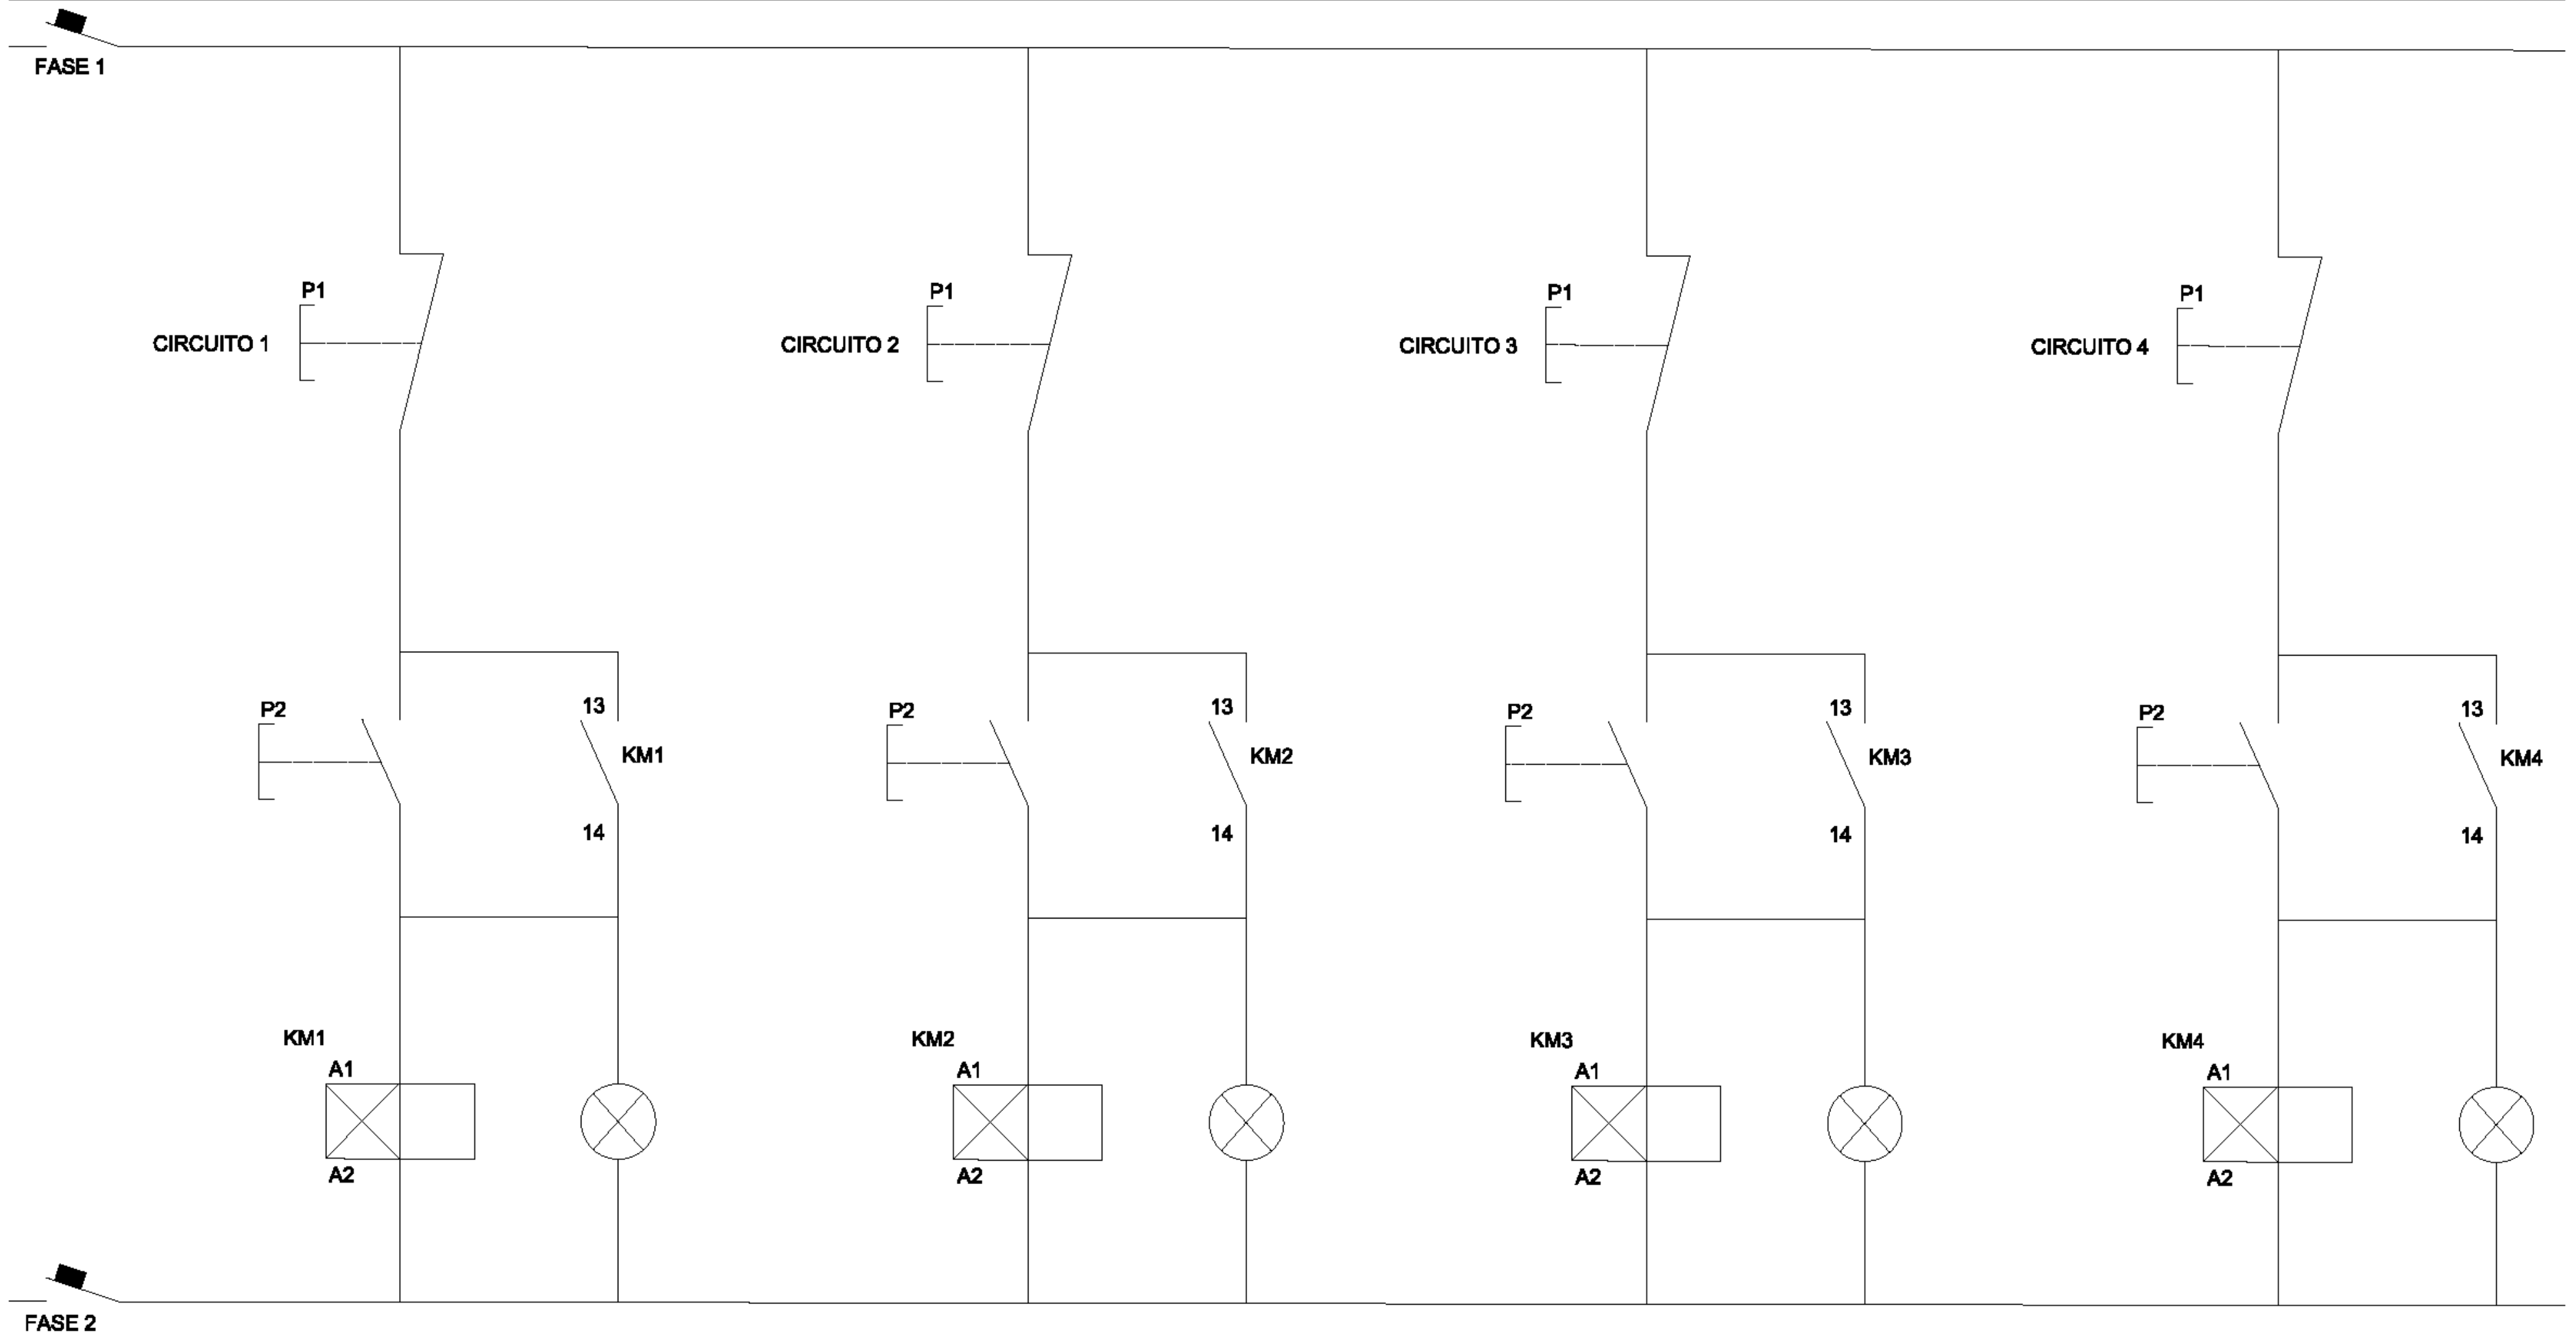 FASE 1
P1
CIRCUITO 1
P1
CIRCUITO 2
P1
CIRCUITO 3
P1
CIRCUITO 4
P2
13
KM1
14
P2
13
KM2
14
P2
13
KM3
14
P2
13
KM4
14
KM1
A1
A2
KM2
A1
A2
KM3
A1
A2
KM4
A1
A2
FASE 2